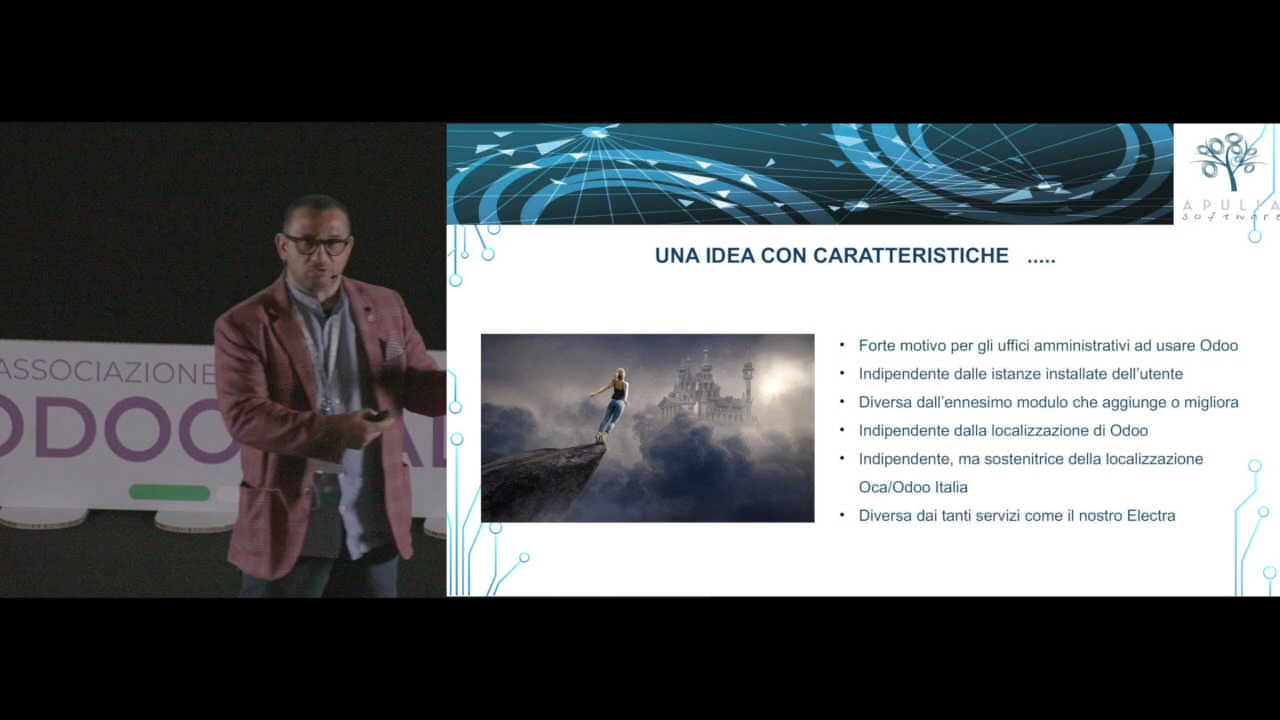 ASSOCIAZIONE
ODOO
UNA IDEA CON CARATTERISTICHE .....
APULIA
software
• Forte motivo per gli uffici amministrativi ad usare Odoo
• Indipendente dalle istanze installate dell’utente
• Diversa dall’ennesimo modulo che aggiunge o migliora
• Indipendente dalla localizzazione di Odoo
• Indipendente, ma sostenitrice della localizzazione
Oca/Odoo Italia
• Diversa dai tanti servizi come il nostro Electra